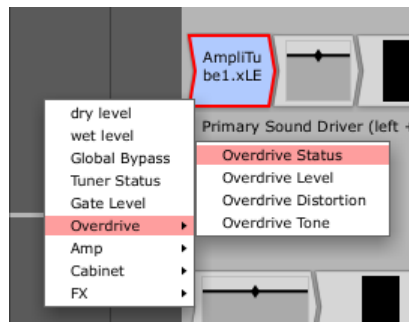 AmpliTu
be1.xLE
Primary Sound Driver (left +
dry level
wet level
Global Bypass
Tuner Status
Gate Level
Overdrive
Amp
Cabinet
FX
Overdrive Status
Overdrive Level
Overdrive Distortion
Overdrive Tone